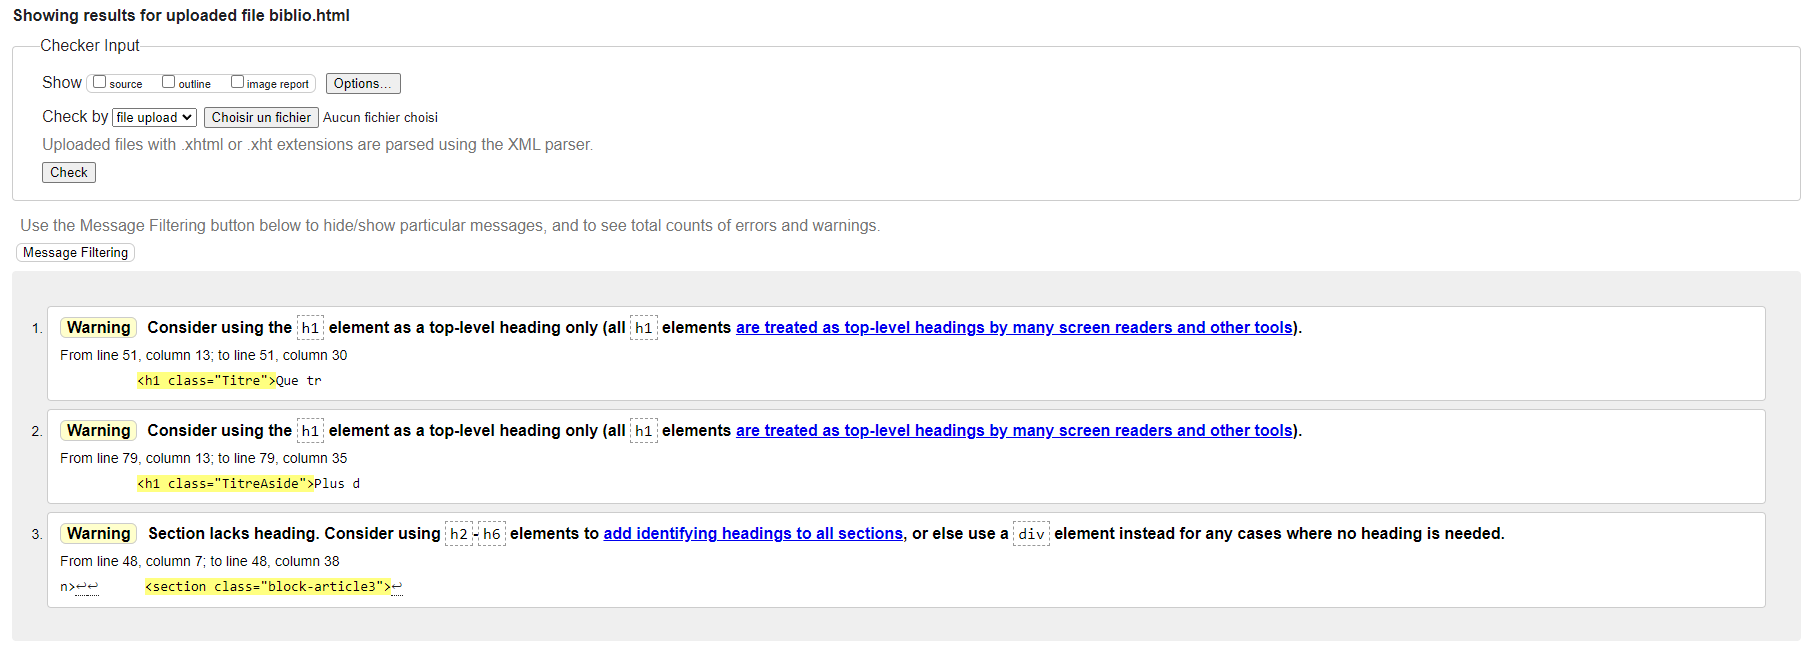 Showing results for uploaded file biblio.html
Checker Input
Show source outline image report Options...
Check by file upload Choisir un fichier Aucun fichier choisi
Uploaded files with .xhtml or .xht extensions are parsed using the XML parser.
Check
Use the Message Filtering button below to hide/show particular messages, and to see total counts of errors and warnings.
Message Filtering
1. Warning Consider using the h1 element as a top-level heading only (all h1 elements are treated as top-level headings by many screen readers and other tools).
From line 51, column 13; to line 51, column 30
<h1 class="Titre">Que tr
2. Warning Consider using the h1 element as a top-level heading only (all h1 elements are treated as top-level headings by many screen readers and other tools).
From line 79, column 13; to line 79, column 35
<h1 class="TitreAside">Plus d
3. Warning Section lacks heading. Consider using h2-h6 elements to add identifying headings to all sections, or else use a div element instead for any cases where no heading is needed.
From line 48, column 7; to line 48, column 38
n>↩↩ <section class="block-article3">↩